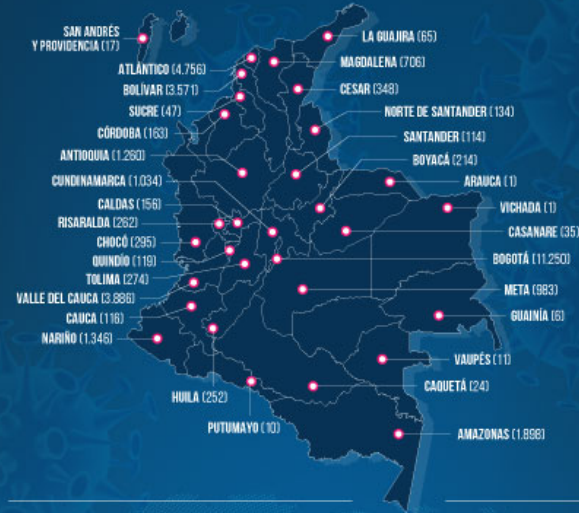 SAN ANDRÉS
Y PROVIDENCIA (17)
ATLÁNTICO (4.756)
BOLÍVAR (3.571)
SUCRE (47)
CÓRDOBA (163)
ANTIOQUIA (1.260)
CUNDINAMARCA (1.034)
CALDAS (156)
RISARALDA (262)
CHOCÓ (295)
QUINDÍO (119)
TOLIMA (274)
VALLE DEL CAUCA (3.886)
CAUCA (116)
NARIÑO (1.346)
HUILA (252)
PUTUMAYO (10)
LA GUAJIRA (65)
MAGDALENA (706)
CESAR (348)
NORTE DE SANTANDER (134)
SANTANDER (114)
BOYACÁ (214)
ARAUCA (1)
VICHADA (1)
CASANARE (35)
BOGOTÁ (11.250)
META (983)
GUAINÍA (6)
VAUPÉS (11)
CAQUETÁ (24)
AMAZONAS (1.898)